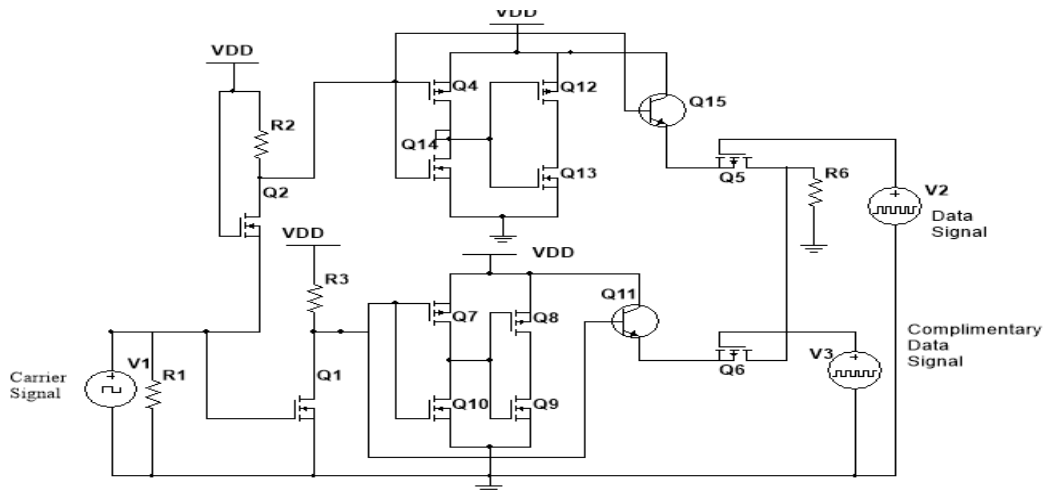 VDD
VDD
Q4
Q12
Q15
R2
Q14
Q2
Q13
Q5
R6
V2
Data
Signal
VDD
VDD
R3
Q11
Q7
Q8
Complimentary
Data
Signal
V1
R1
Q1
Q6
V3
Carrier
Signal
Q10
Q9